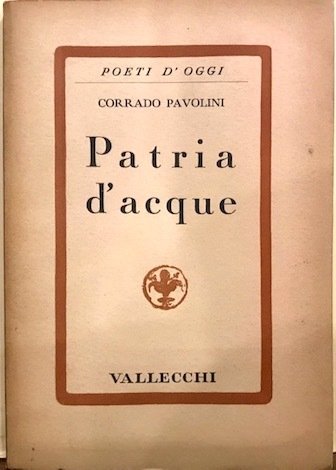 POETI D'OGGI
CORRADO PAVOLINI
Patria
d'acque
VALLECCHI